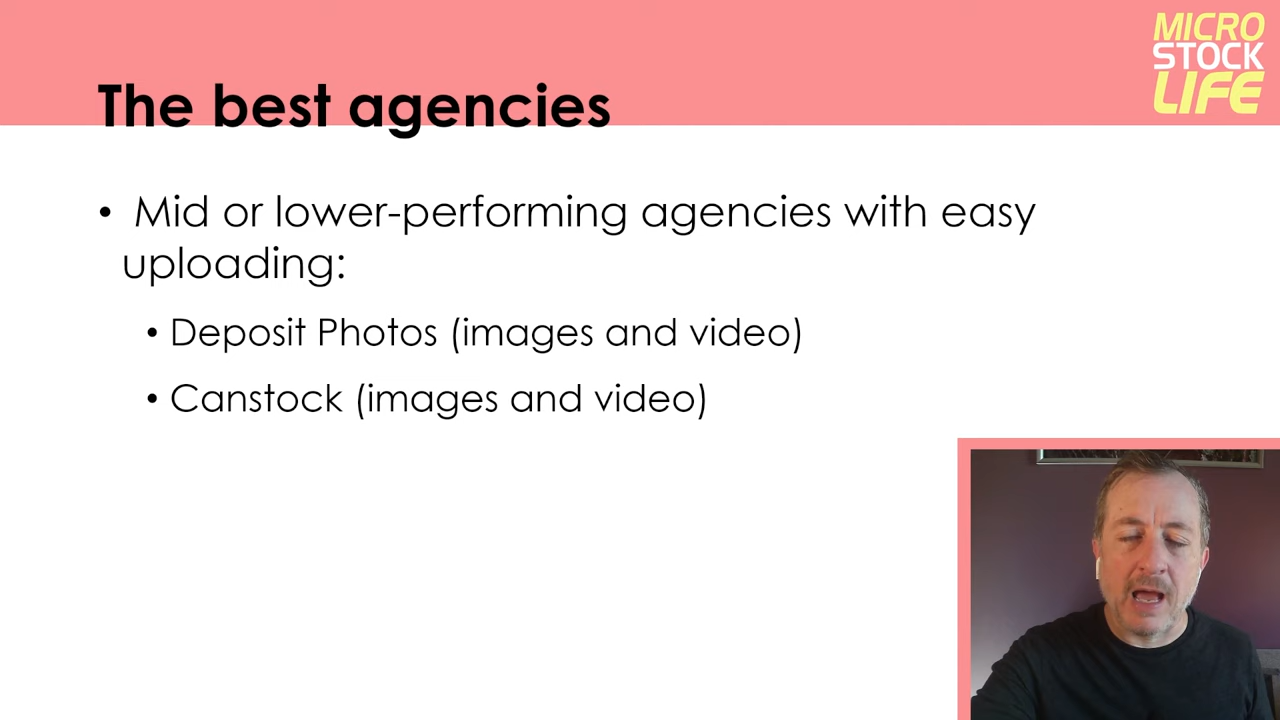 MICRO
STOCK
LIFE
The best agencies
• Mid or lower-performing agencies with easy
uploading:
• Deposit Photos (images and video)
• Canstock (images and video)